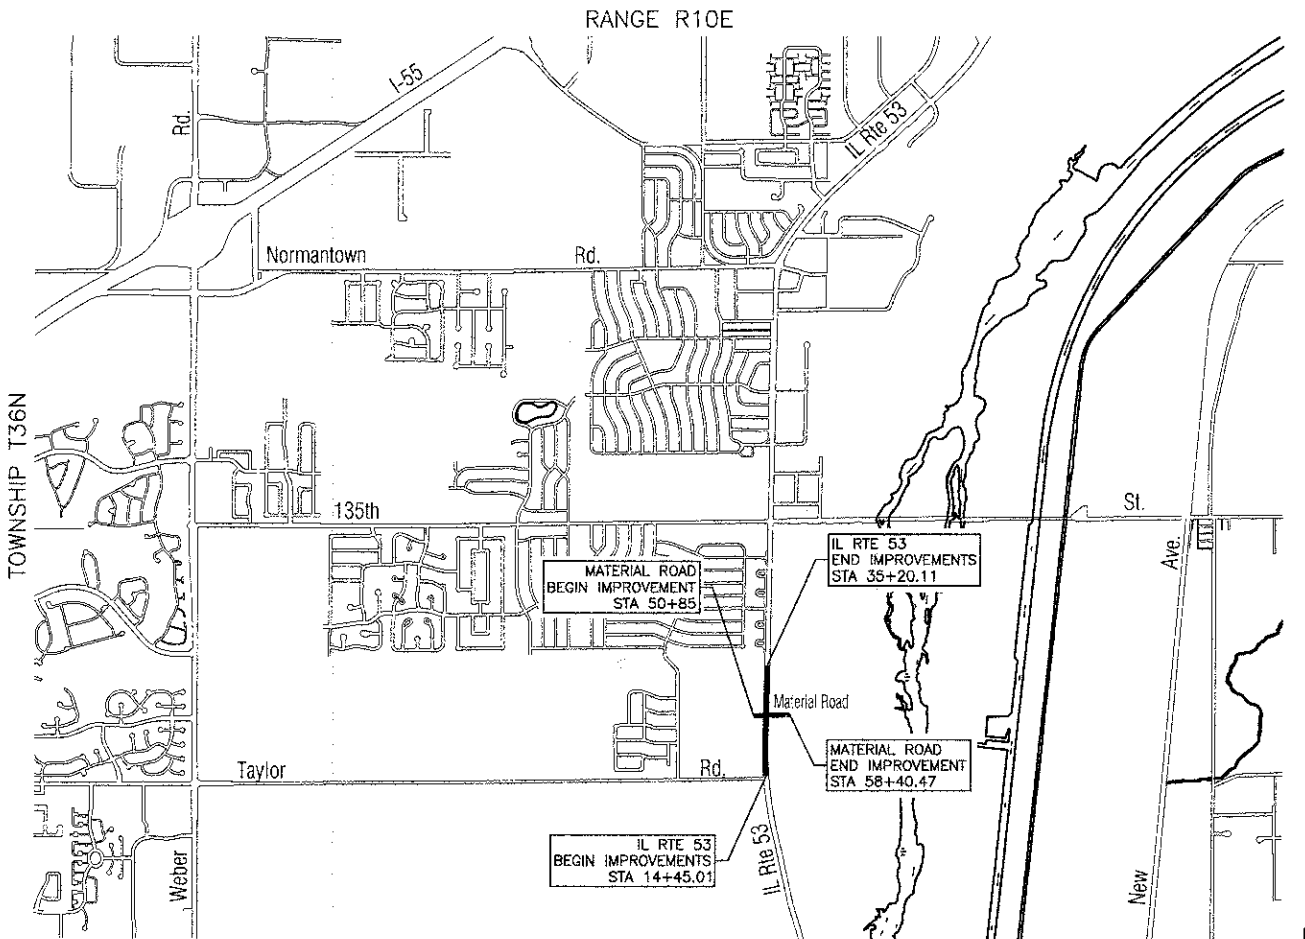 RANGE R10E
I-55
Rd.
IL Rte 53
Normantown Rd.
TOWNSHIP T36N
135th St.
IL RTE 53
END IMPROVEMENTS
STA 35+20.11
Ave.
MATERIAL ROAD
BEGIN IMPROVEMENT
STA 50+85
Material Road
MATERIAL ROAD
END IMPROVEMENT
STA 58+40.47
Taylor Rd.
IL RTE 53
BEGIN IMPROVEMENTS
STA 14+45.01
IL Rte 53
Weber
New